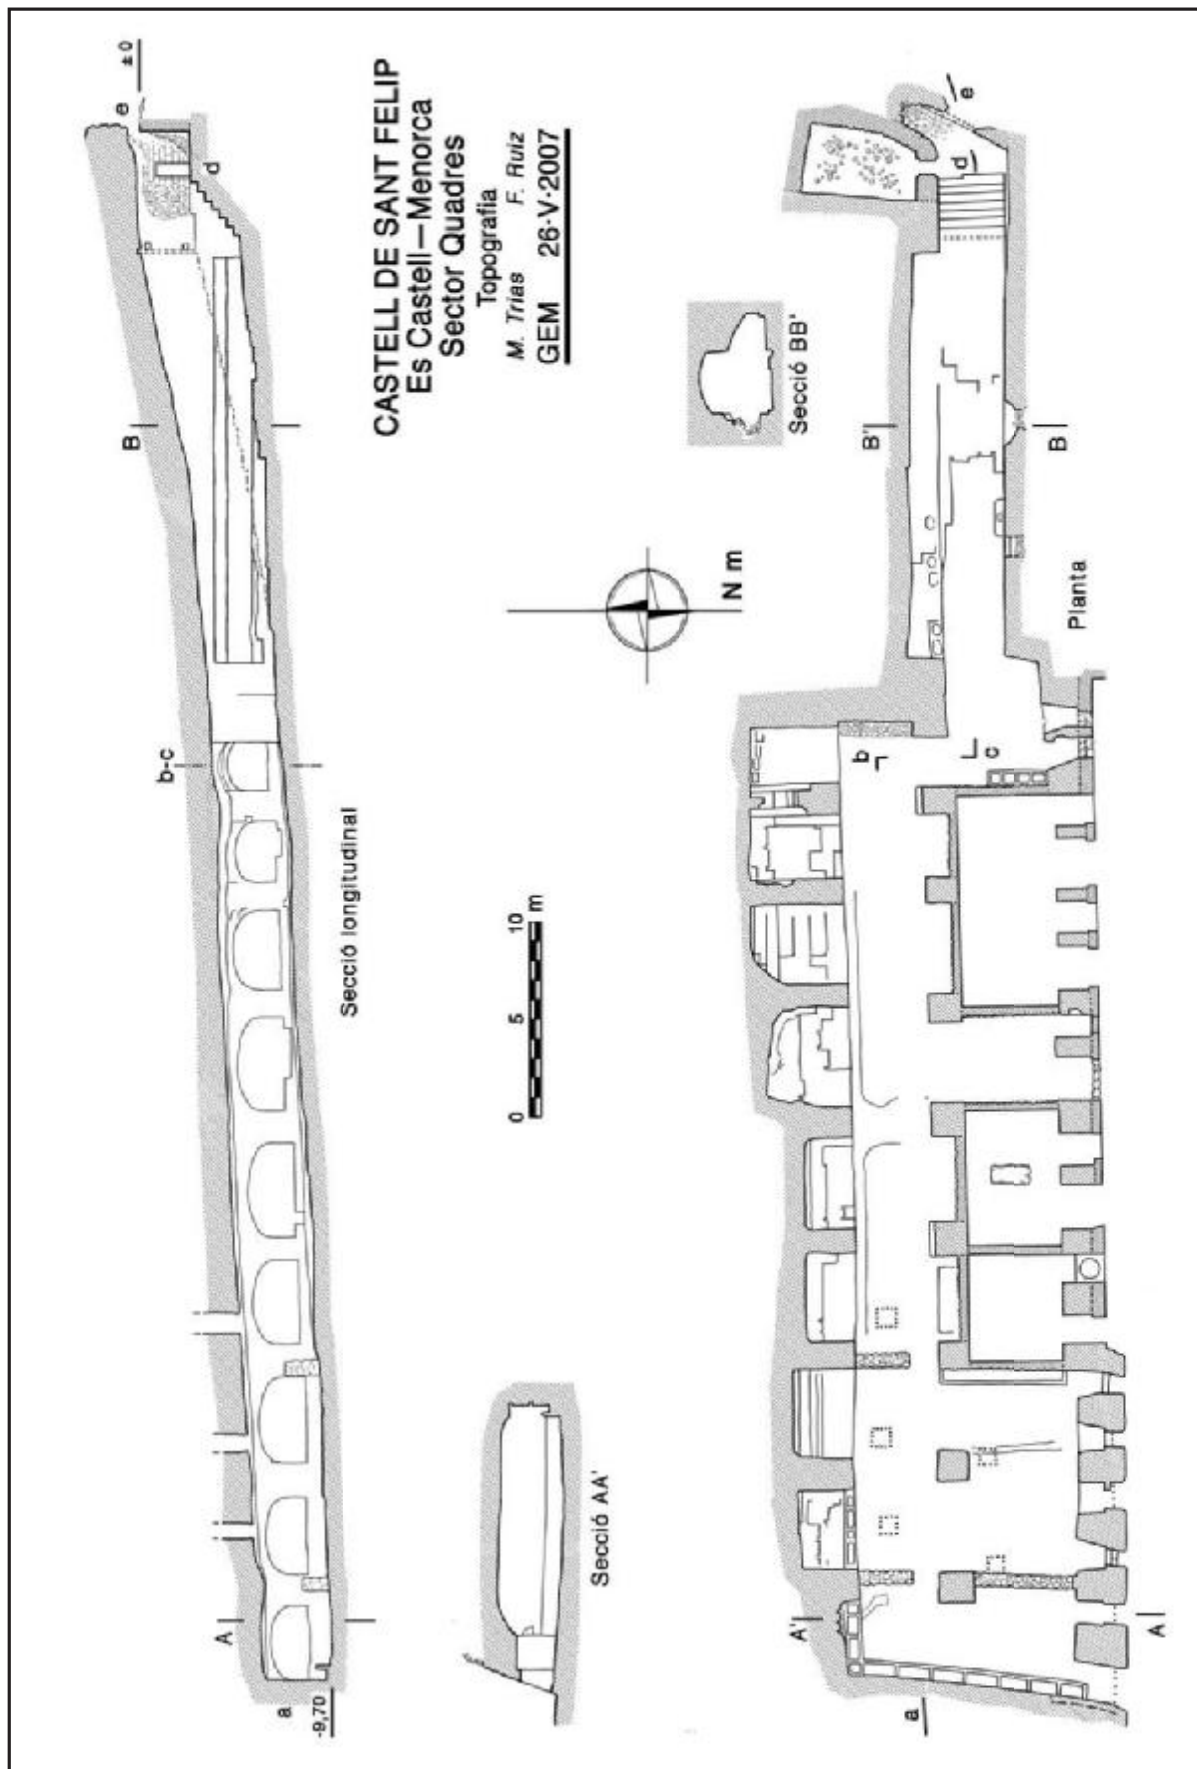 CASTELL DE SANT FELIP
Es Castell—Menorca
Sector Quadres
Topografia
M. Trias F. Ruiz
GEM 26·V·2007
± 0
e
d
B
b-c
A
a
-9,70
Secció longitudinal
0 5 10 m
Secció AA'
N m
Secció BB'
e
d
B'
B
Planta
b
c
A'
A
a